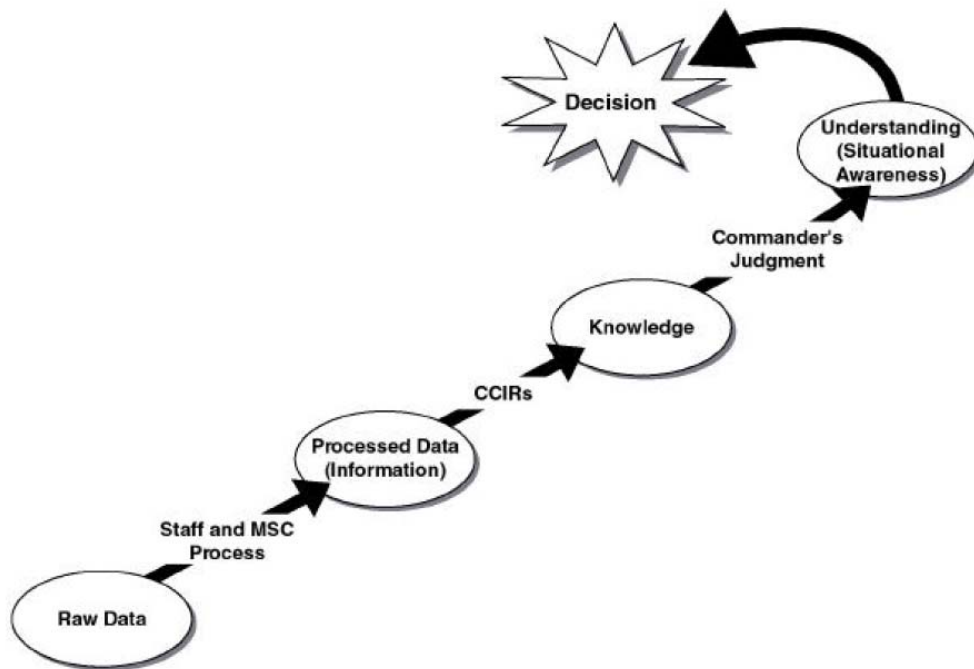 Decision
Understanding
(Situational
Awareness)
Commander's
Judgment
Knowledge
CCIRs
Processed Data
(Information)
Staff and MSC
Process
Raw Data